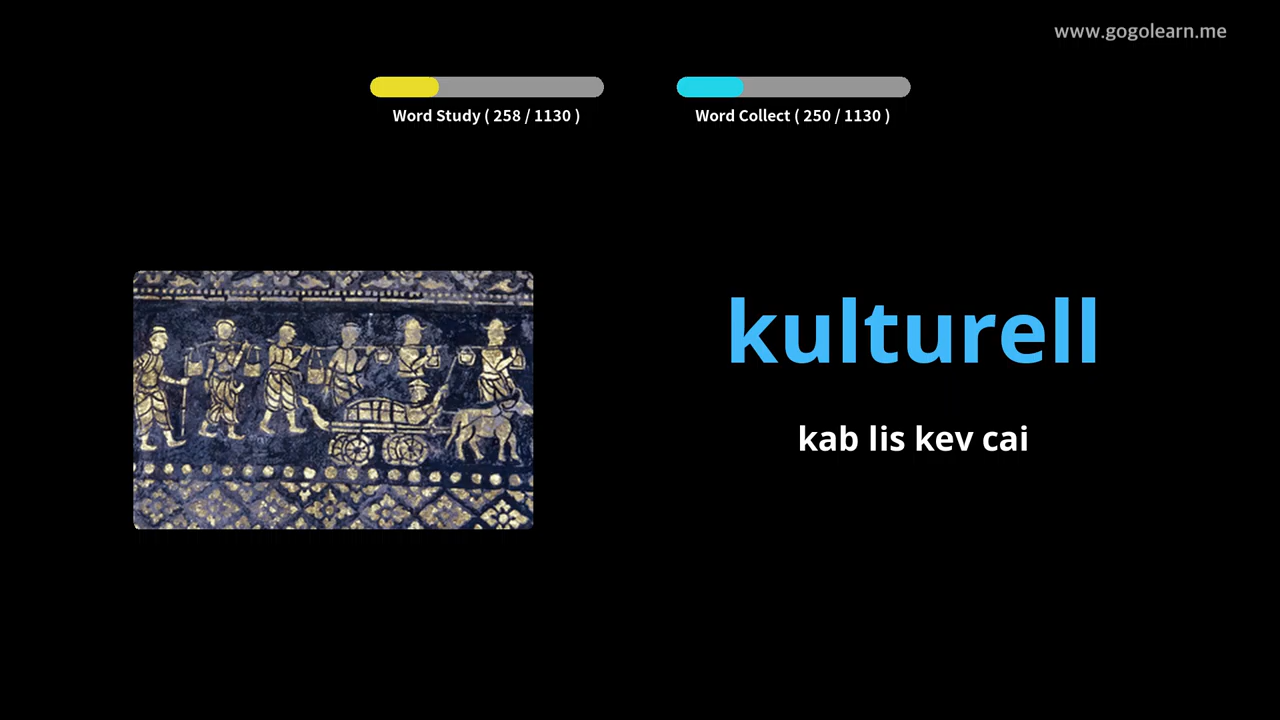 www.gogolearn.me
Word Study ( 258 / 1130 )
Word Collect ( 250 / 1130 )
kulturell
kab lis kev cai